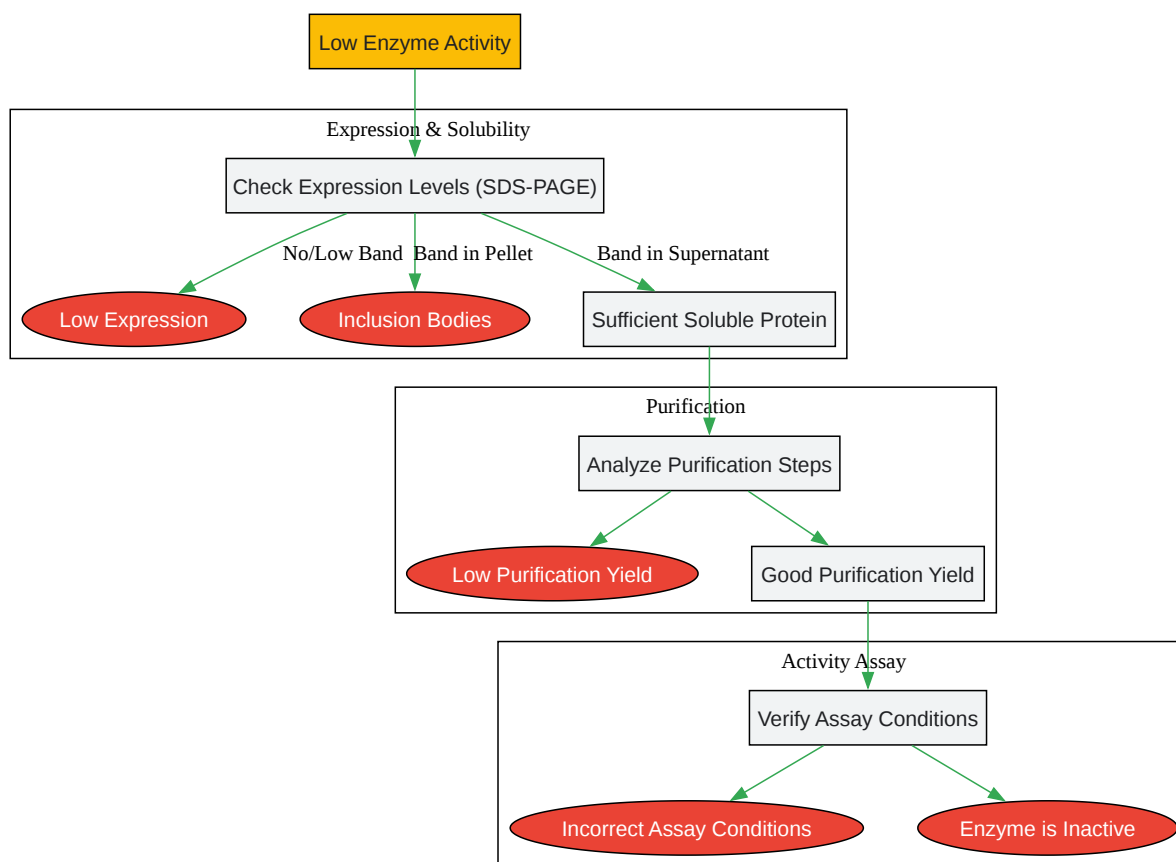 Low Enzyme Activity
Expression & Solubility
Check Expression Levels (SDS-PAGE)
No/Low Band
Band in Pellet
Band in Supernatant
Low Expression
Inclusion Bodies
Sufficient Soluble Protein
Purification
Analyze Purification Steps
Low Purification Yield
Good Purification Yield
Activity Assay
Verify Assay Conditions
Incorrect Assay Conditions
Enzyme is Inactive